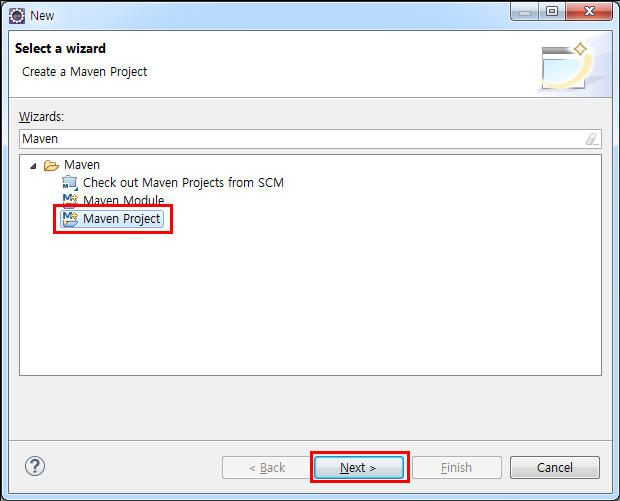 New
Select a wizard
Create a Maven Project
Wizards:
Maven
Maven
Check out Maven Projects from SCM
Maven Module
Maven Project
< Back
Next >
Finish
Cancel